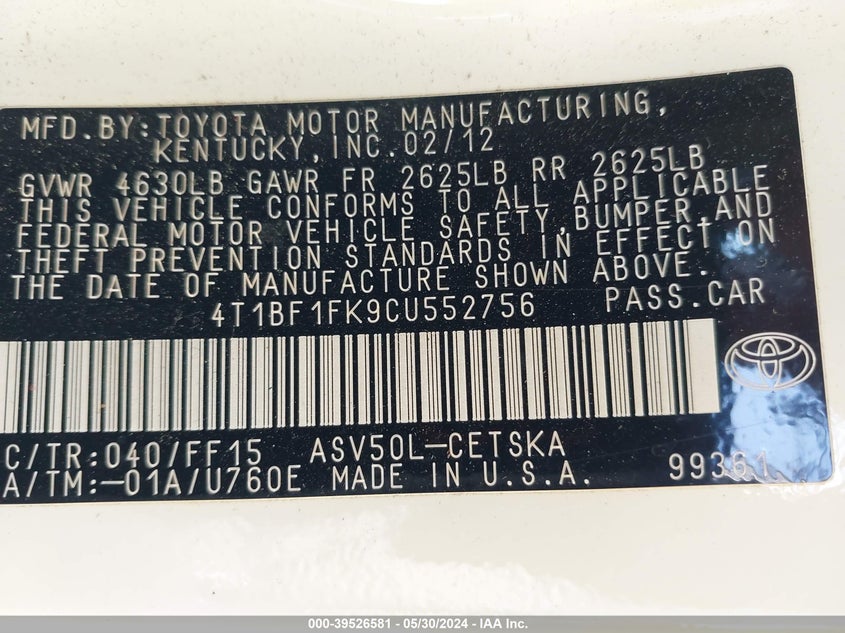 MFD.BY:TOYOTA MOTOR MANUFACTURING,
KENTUCKY,INC.02/12
GVWR 4630LB GAWR FR 2625LB RR 2625LB
THIS VEHICLE CONFORMS TO ALL APPLICABLE
FEDERAL MOTOR VEHICLE SAFETY,BUMPER,AND
THEFT PREVENTION STANDARDS IN EFFECT ON
THE DATE OF MANUFACTURE SHOWN ABOVE.
4T1BF1FK9CU552756 PASS.CAR
C/TR:040/FF15 ASV50L-CETSKA
A/TM:-01A/U760E MADE IN U.S.A. 99361
000-39526581 - 05/30/2024 - IAA Inc.